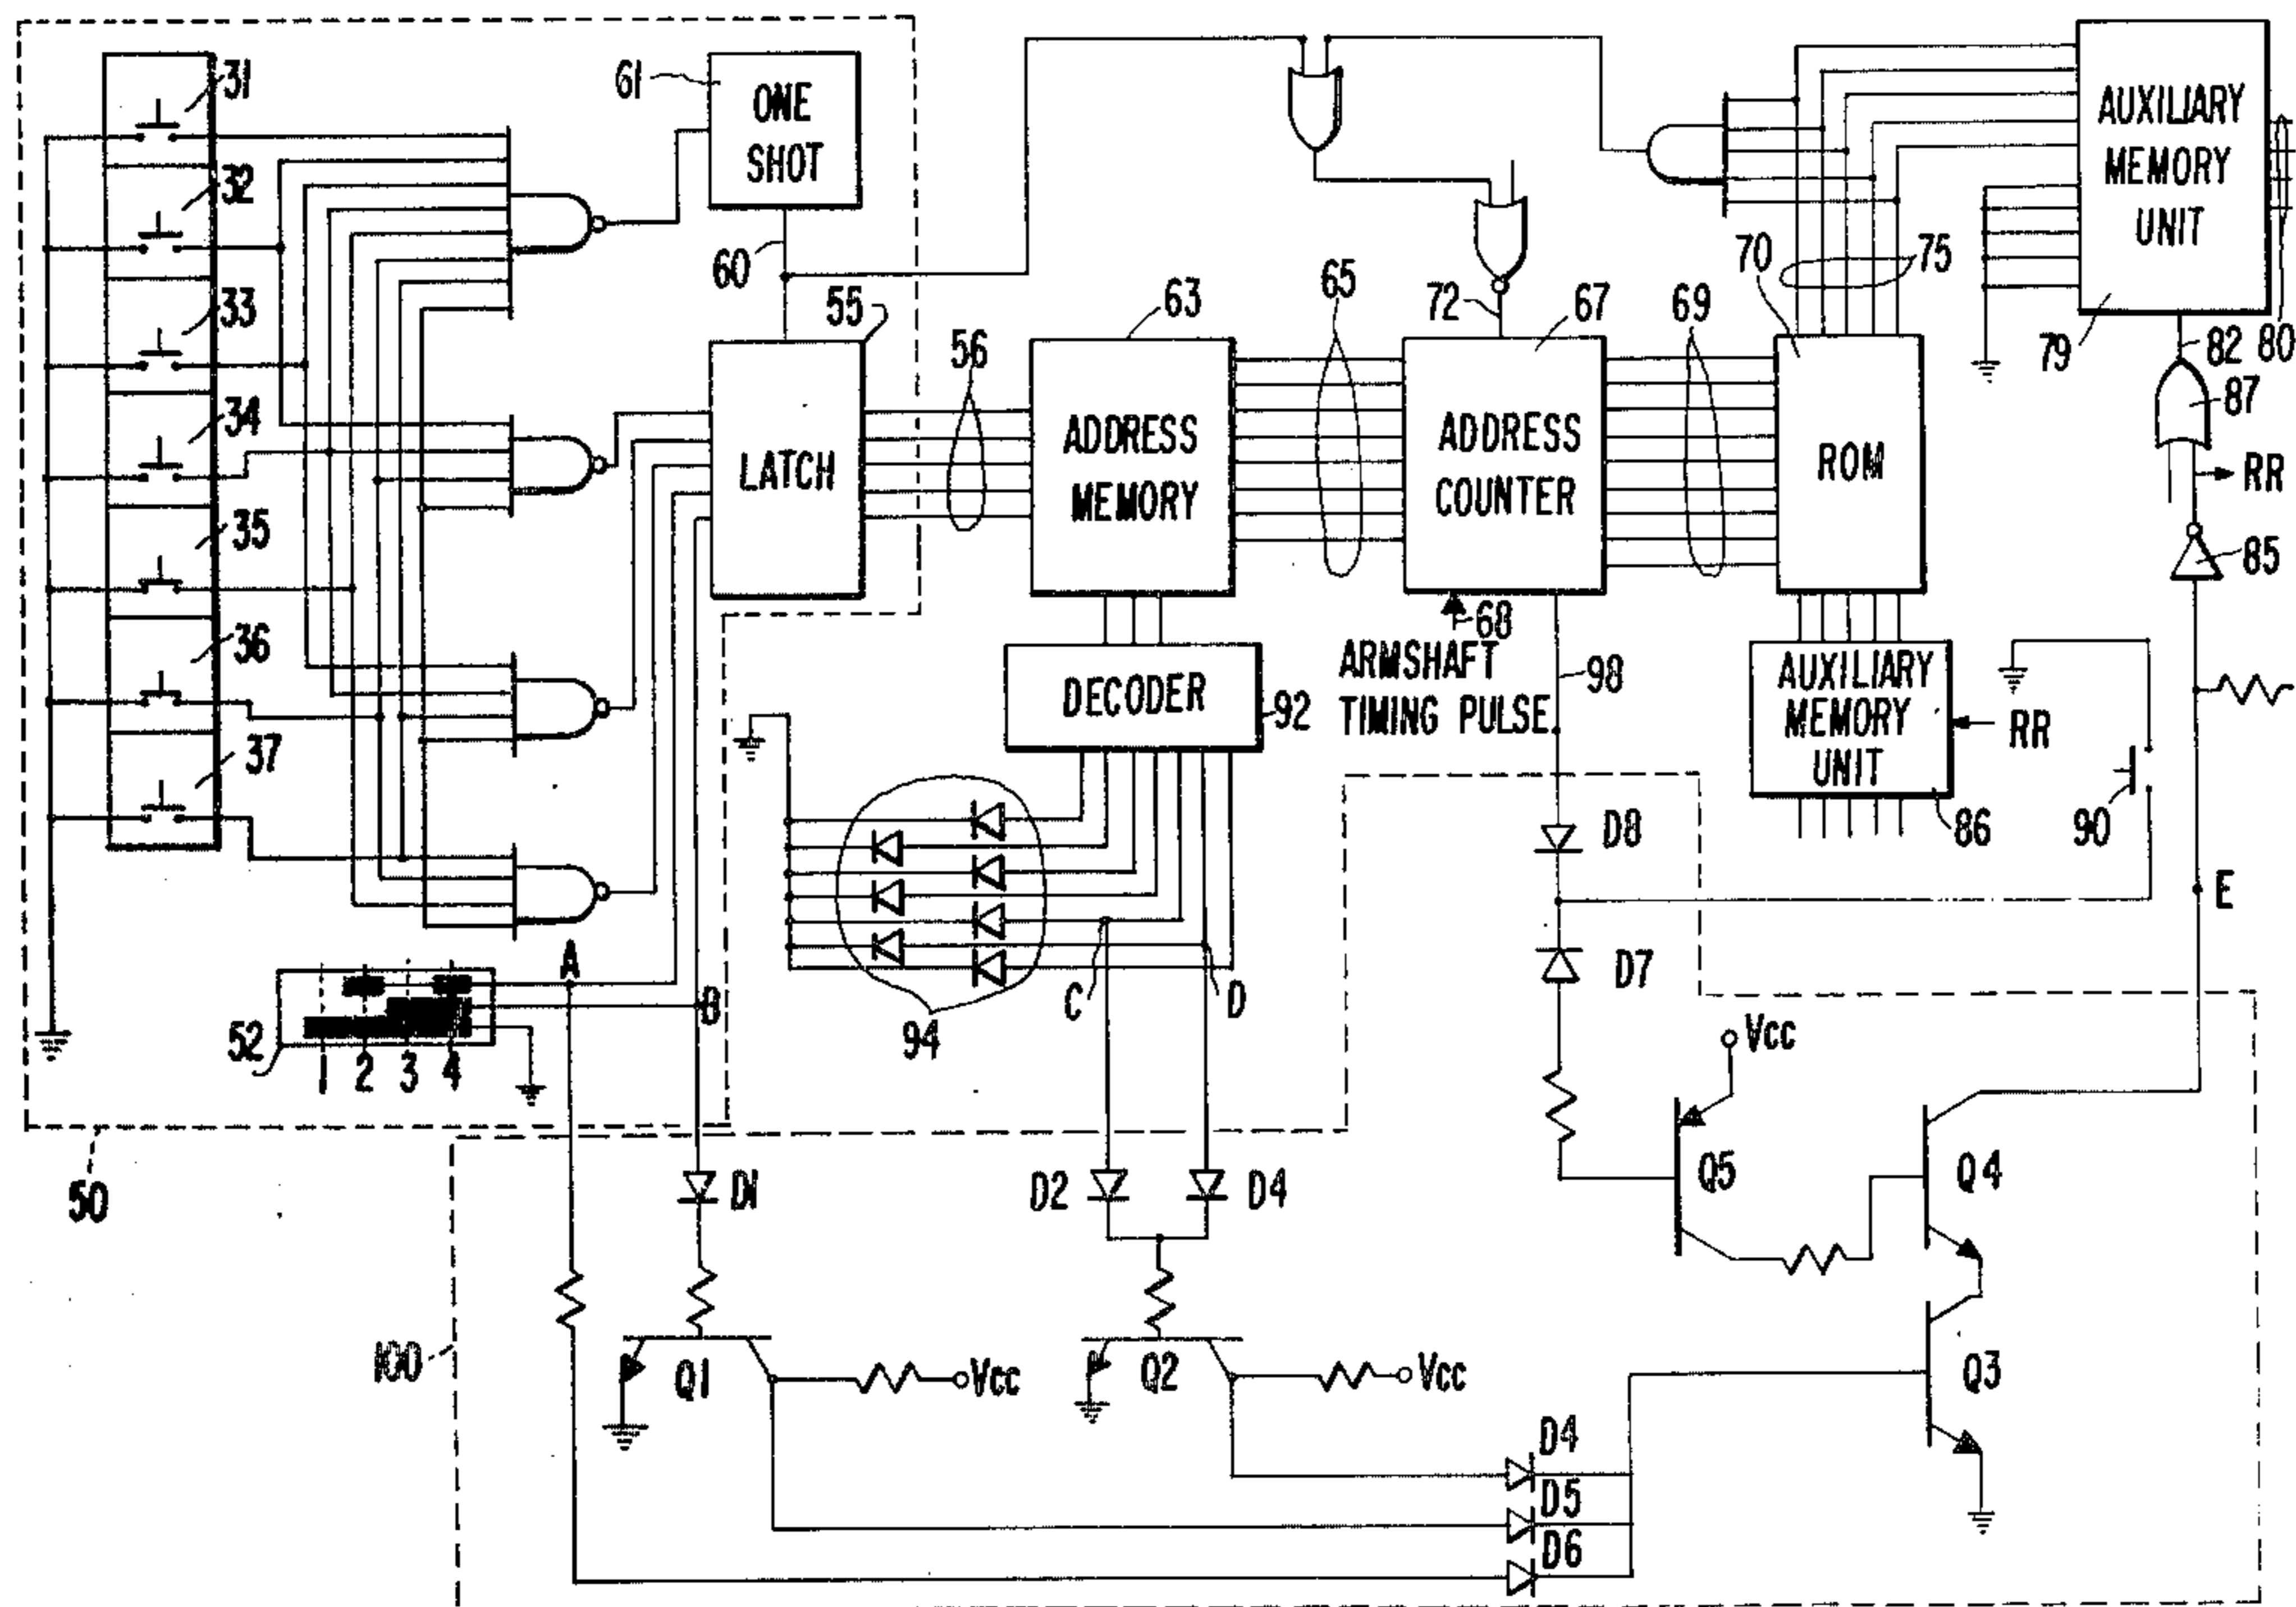 31
32
33
34
35
36
37
61
ONE
SHOT
60
55
LATCH
56
63
ADDRESS
MEMORY
65
72
67
ADDRESS
COUNTER
69
70
75
ROM
AUXILIARY
MEMORY
UNIT
79
82
80
87
RR
85
68
ARMSHAFT
TIMING PULSE
98
DECODER
92
AUXILIARY
MEMORY
UNIT
RR
86
90
94
C
D
D8
D7
E
A
B
52
1 2 3 4
50
100
D1
D2
D4
Vcc
Q5
Q4
Q1
Vcc
Q2
Vcc
Q3
D4
D5
D6